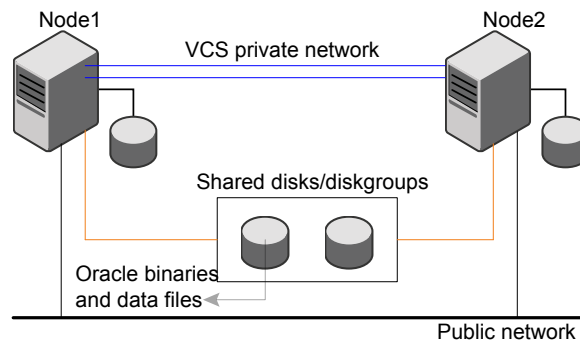 Node1
Node2
VCS private network
Shared disks/diskgroups
Oracle binaries
and data files
Public network